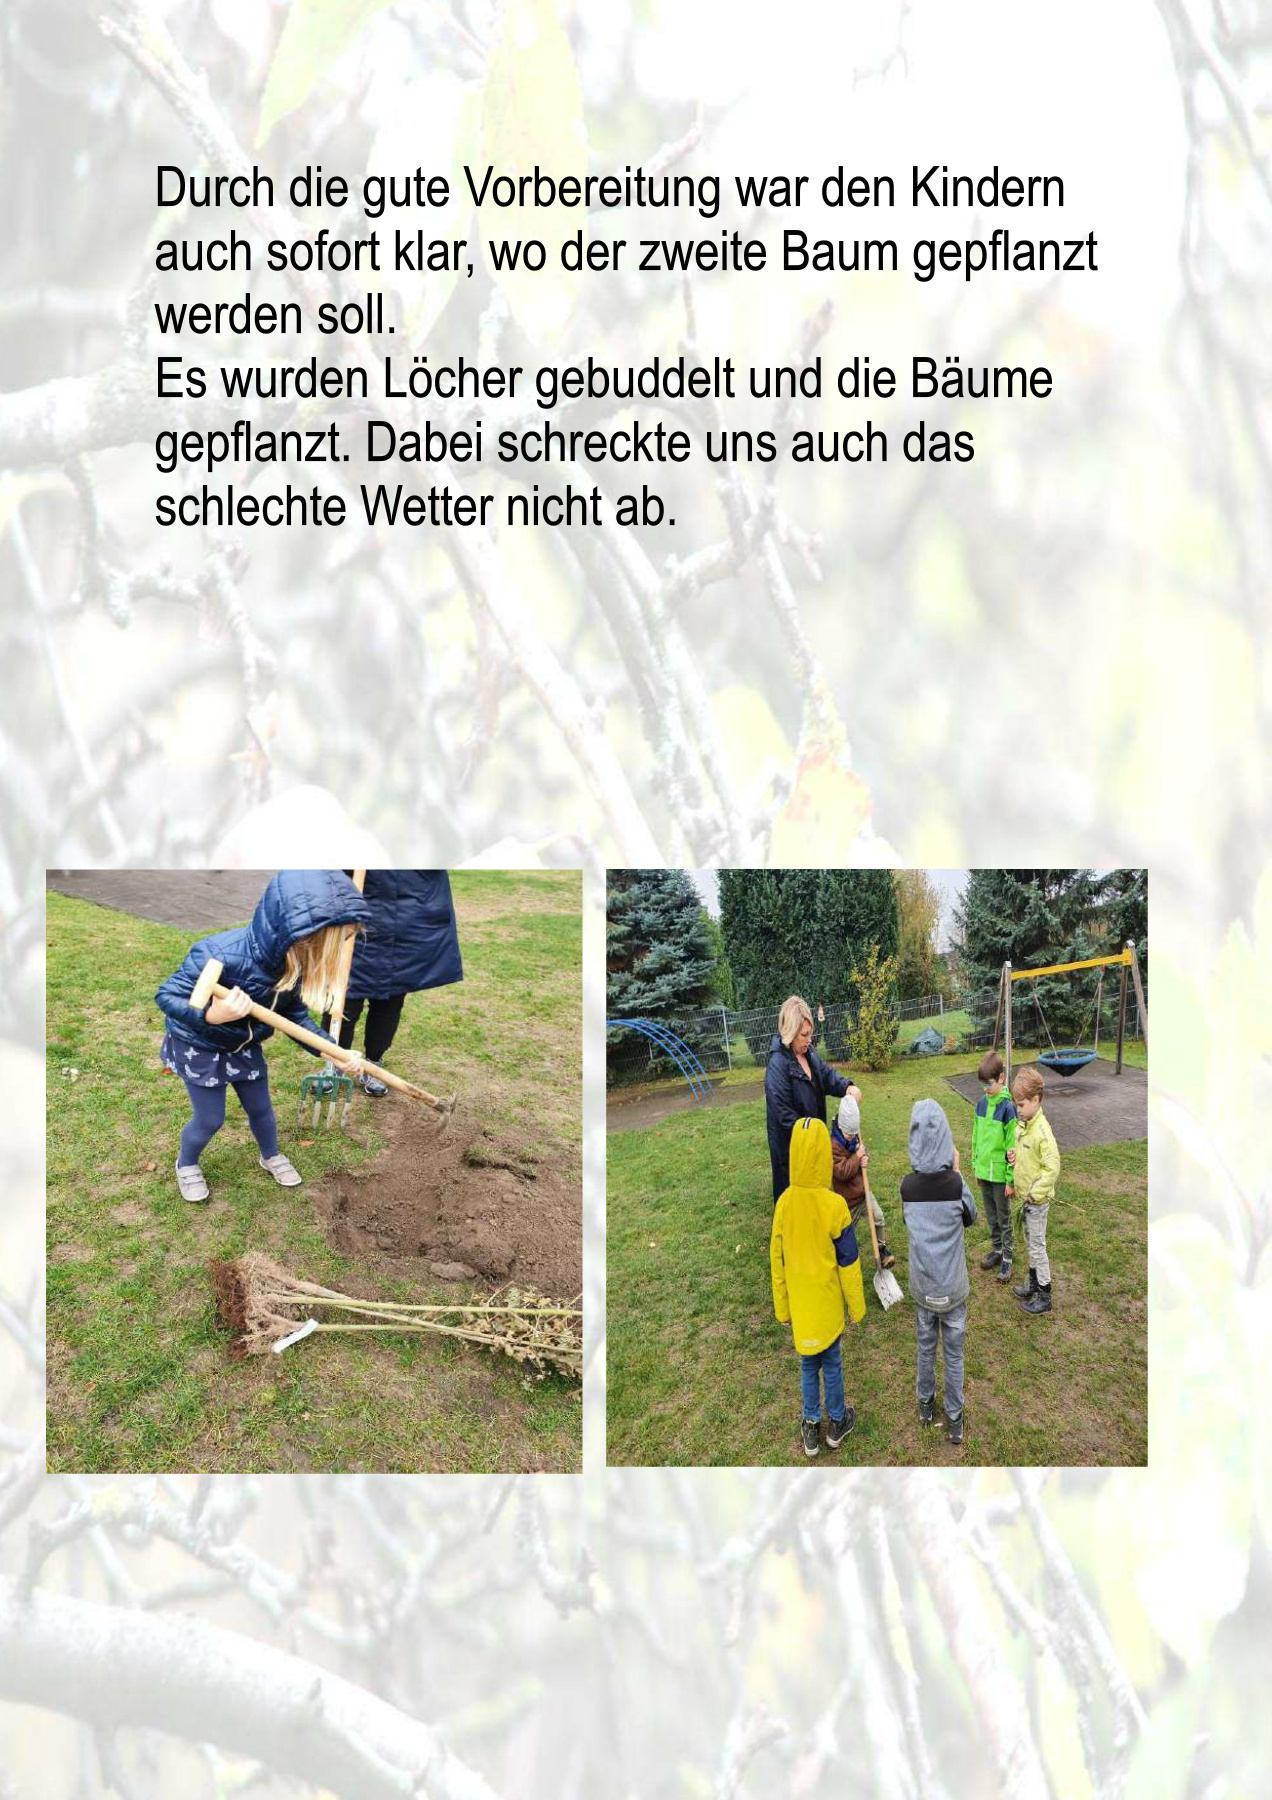 Durch die gute Vorbereitung war den Kindern
auch sofort klar, wo der zweite Baum gepflanzt
werden soll.
Es wurden Löcher gebuddelt und die Bäume
gepflanzt. Dabei schreckte uns auch das
schlechte Wetter nicht ab.